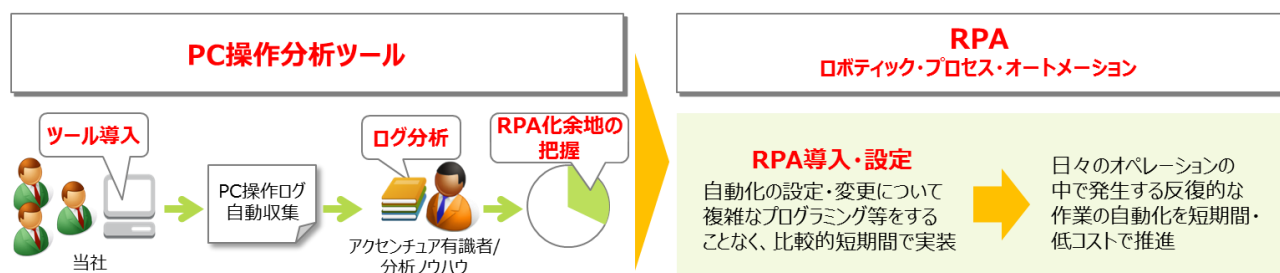 PC操作分析ツール
ツール導入
当社
PC操作ログ
自動収集
ログ分析
アクセンチュア有識者/
分析ノウハウ
RPA化余地の
把握
RPA
ロボティック・プロセス・オートメーション
RPA導入・設定
自動化の設定・変更について
複雑なプログラミング等をする
ことなく、比較的短期間で実装
日々のオペレーションの
中で発生する反復的な
作業の自動化を短期間・
低コストで推進